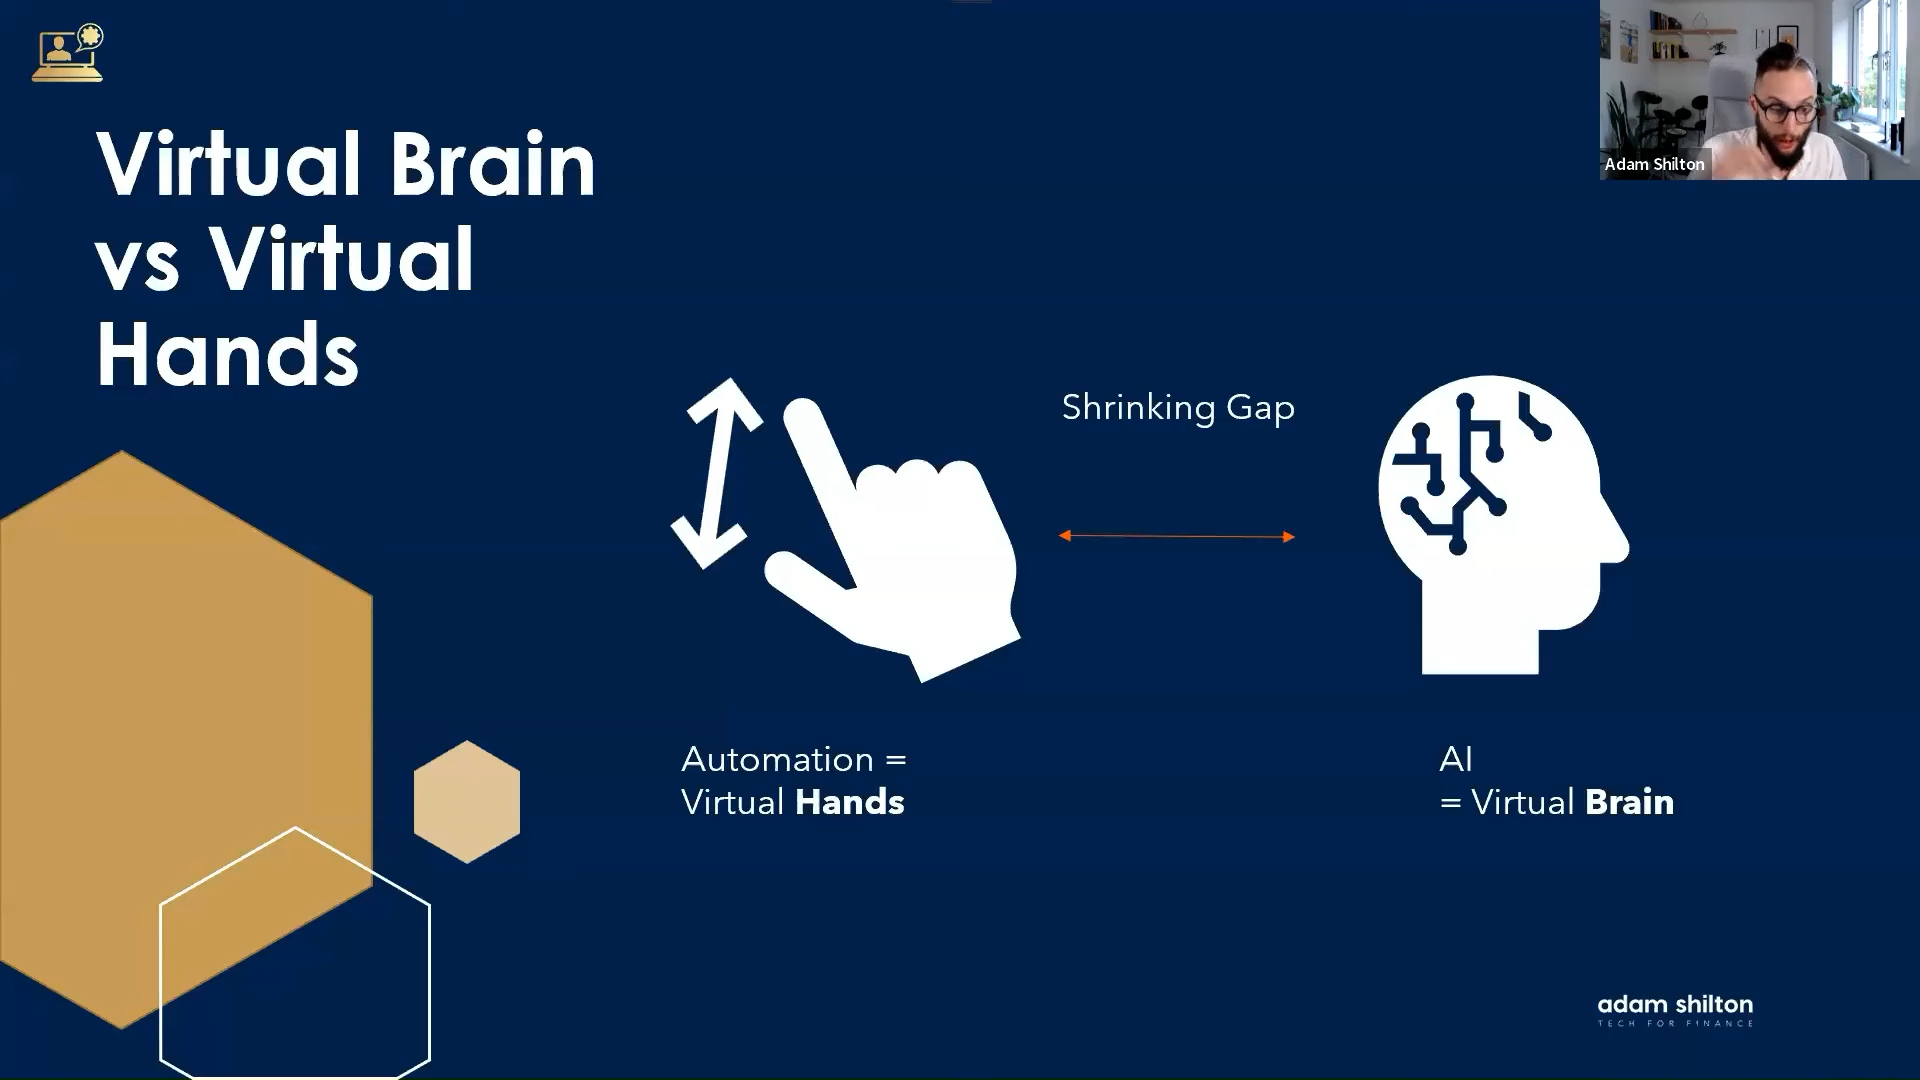 Virtual Brain
vs Virtual
Hands
Adam Shilton
Shrinking Gap
Automation =
Virtual Hands
AI
= Virtual Brain
adam shilton
TECH FOR FINANCE